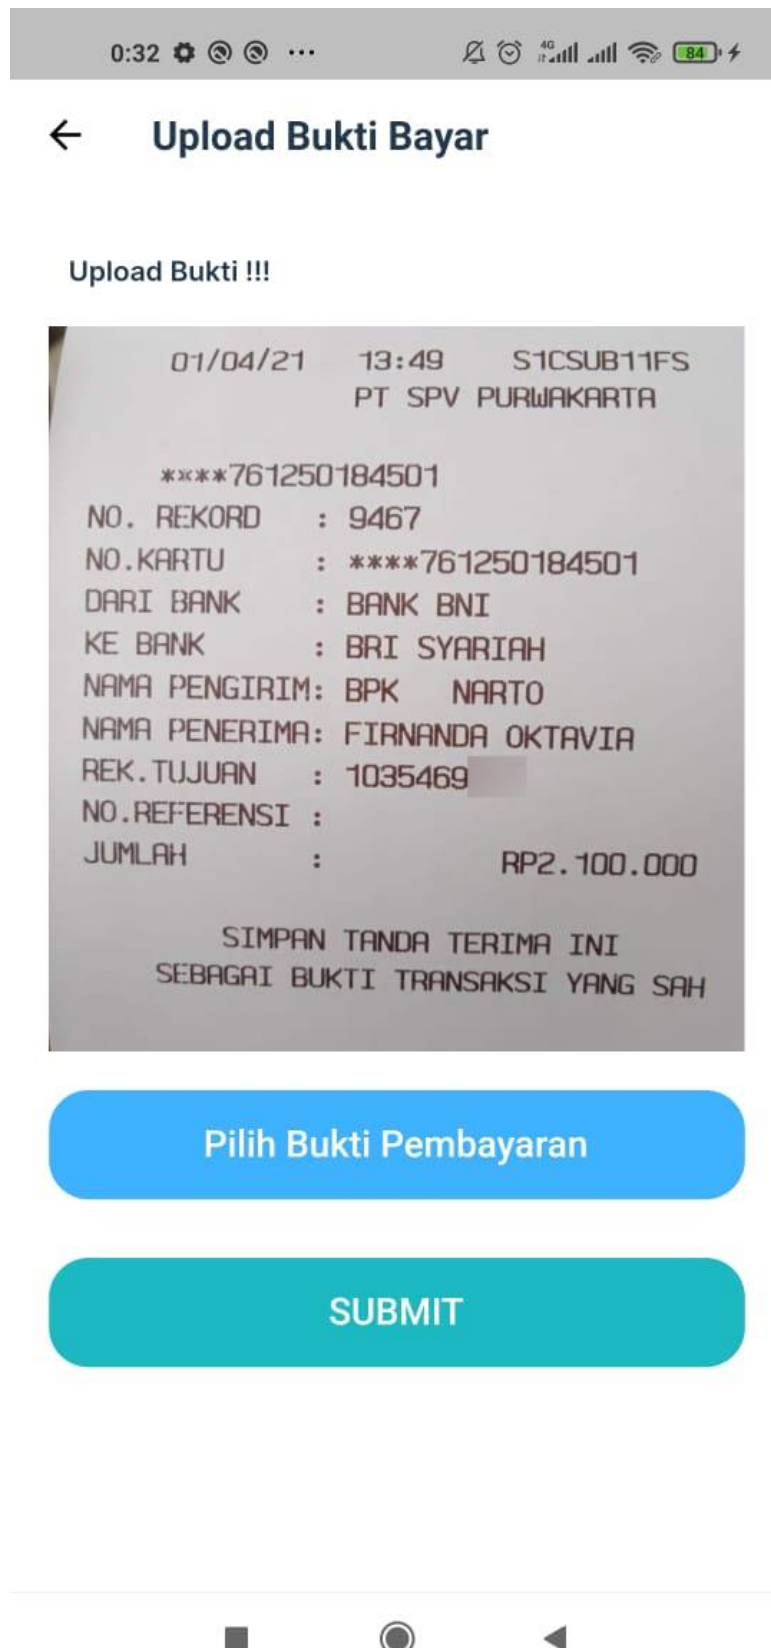 0:32 ... 4G 84
Upload Bukti Bayar
Upload Bukti !!!
01/04/21 13:49 S1CSUB11FS
PT SPV PURWAKARTA
****761250184501
NO. REKORD : 9467
NO.KARTU : ****761250184501
DARI BANK : BANK BNI
KE BANK : BRI SYARIAH
NAMA PENGIRIM: BPK NARTO
NAMA PENERIMA: FIRNANDA OKTAVIA
REK.TUJUAN : 1035469
NO.REFERENSI :
JUMLAH : RP2.100.000
SIMPAN TANDA TERIMA INI
SEBAGAI BUKTI TRANSAKSI YANG SAH
Pilih Bukti Pembayaran
SUBMIT